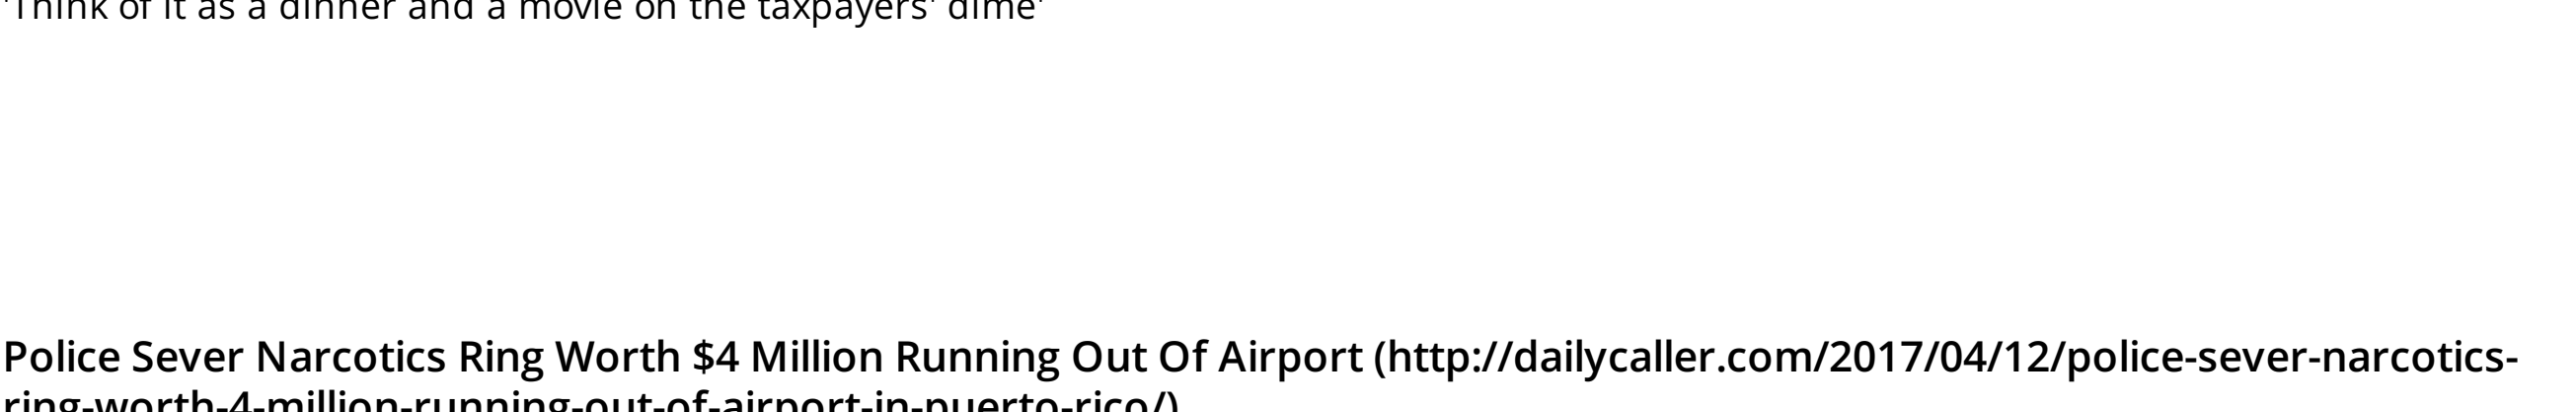 'Think of it as a dinner and a movie on the taxpayers' dime'
Police Sever Narcotics Ring Worth $4 Million Running Out Of Airport (http://dailycaller.com/2017/04/12/police-sever-narcotics-
ring-worth-4-million-running-out-of-airport-in-puerto-rico/)